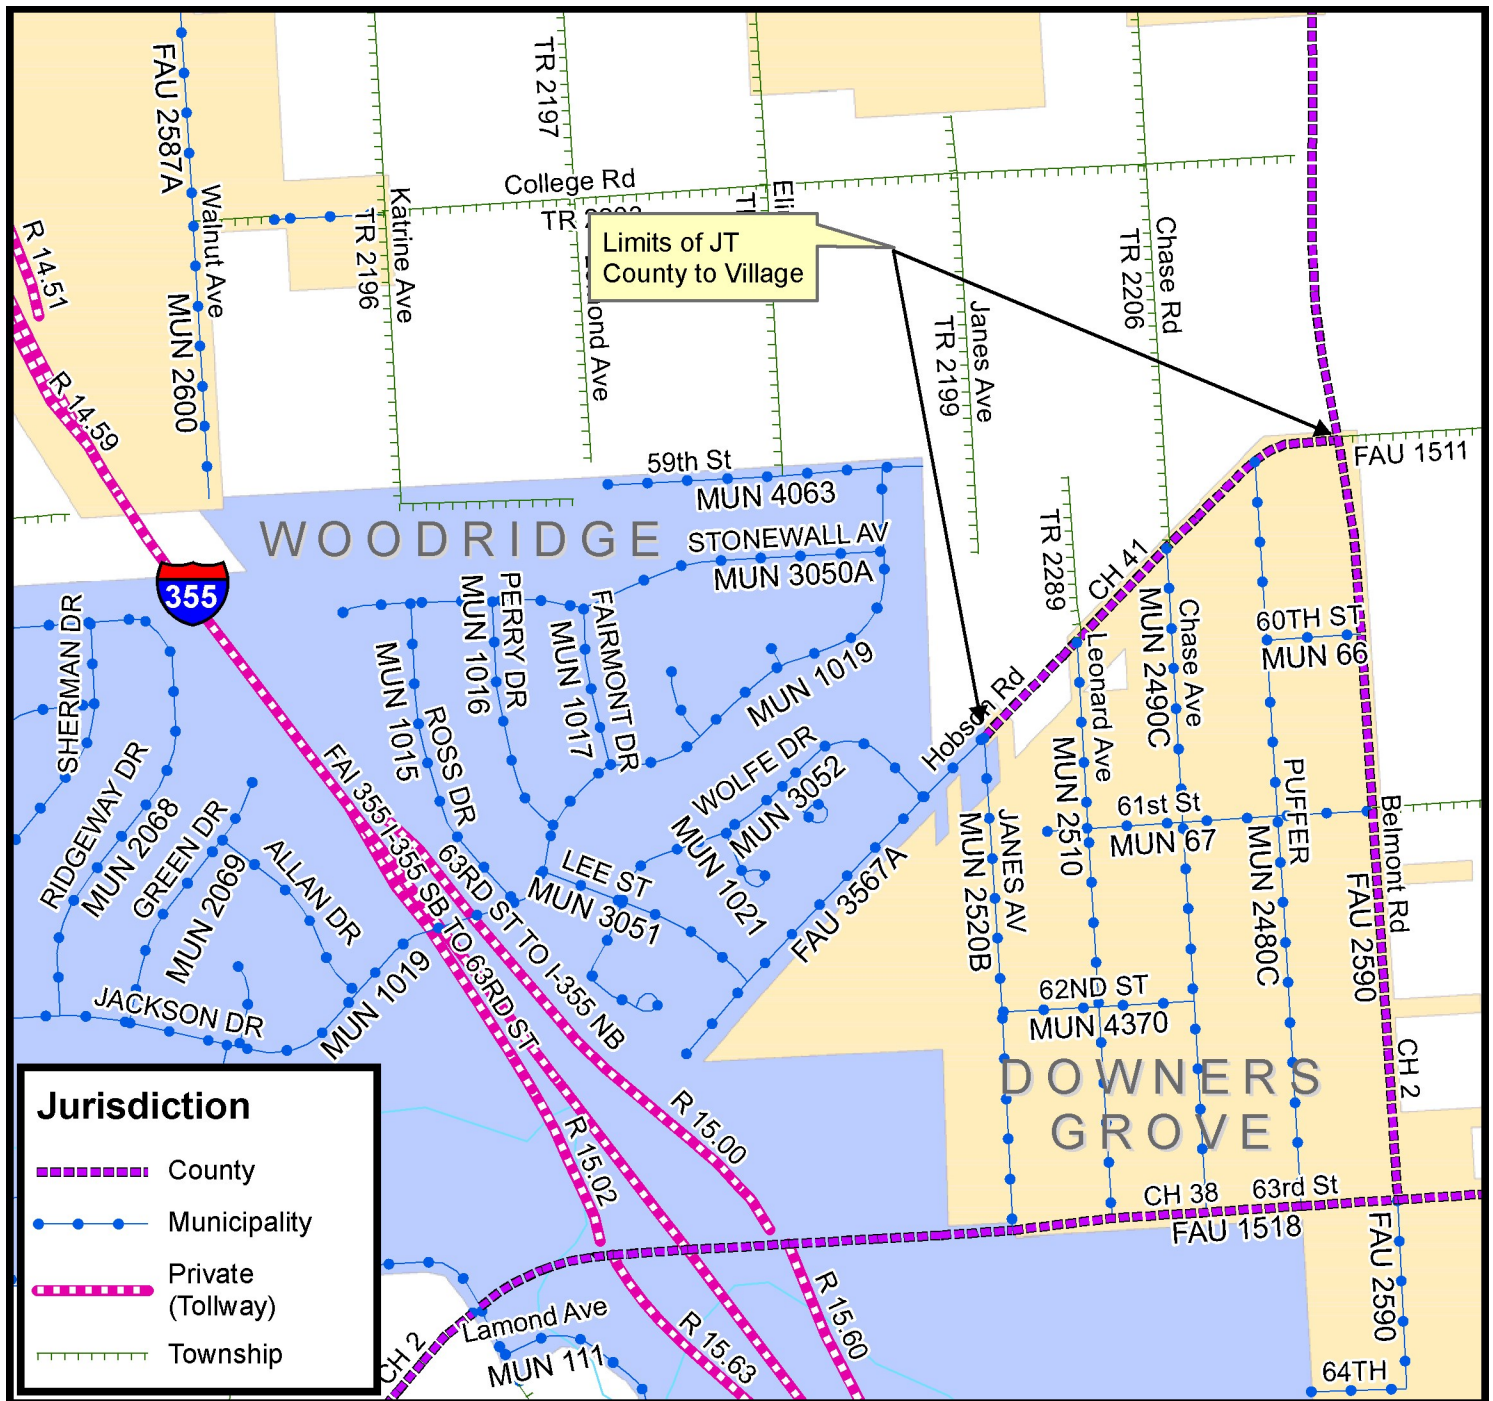 FAU 2587A
TR 2197
College Rd
TR
Walnut Ave
Katrine Ave
TR 2196
R 14.51
MUN 2600
R 14.59
Limits of JT
County to Village
Janes Ave
TR 2199
Chase Rd
TR 2206
FAU 1511
59th St
MUN 4063
WOODRIDGE
STONEWALL AV
MUN 3050A
TR 2289
CH 41
355
SHERMAN DR
PERRY DR
MUN 1016
FAIRMONT DR
MUN 1017
MUN 1015
ROSS DR
MUN 1019
Leonard Ave
MUN 2510
Chase Ave
MUN 2490C
60TH ST
MUN 66
Hobson Rd
WOLFE DR
MUN 3052
MUN 1021
RIDGEWAY DR
MUN 2068
GREEN DR
MUN 2069
ALLAN DR
FAI 355
I-355 SB TO 63RD ST
63RD ST TO I-355 NB
LEE ST
MUN 3051
FAU 3567A
JANES AV
MUN 2520B
61st St
MUN 67
PUFFER
MUN 2480C
Belmont Rd
FAU 2590
JACKSON DR
MUN 1019
62ND ST
MUN 4370
DOWNERS
GROVE
CH 2
R 15.00
R 15.02
CH 38
63rd St
FAU 1518
FAU 2590
R 15.60
R 15.63
Lamond Ave
MUN 111
CH 2
64TH
Jurisdiction
County
Municipality
Private
(Tollway)
Township